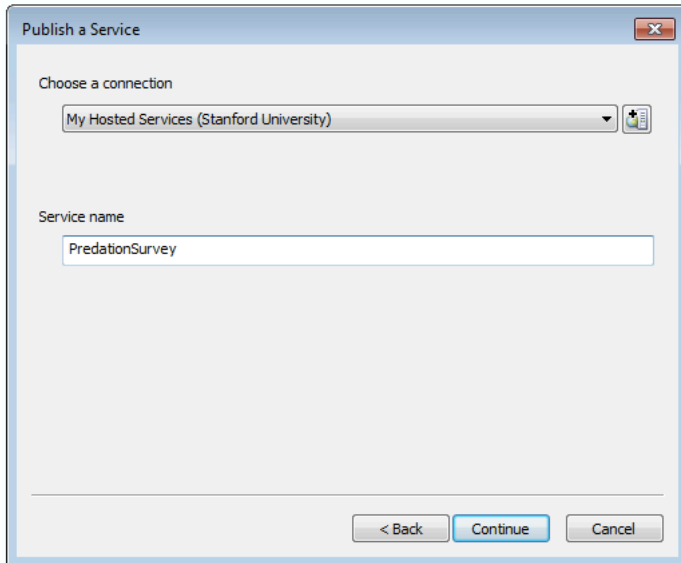 Publish a Service
Choose a connection
My Hosted Services (Stanford University)
Service name
PredationSurvey
< Back Continue Cancel